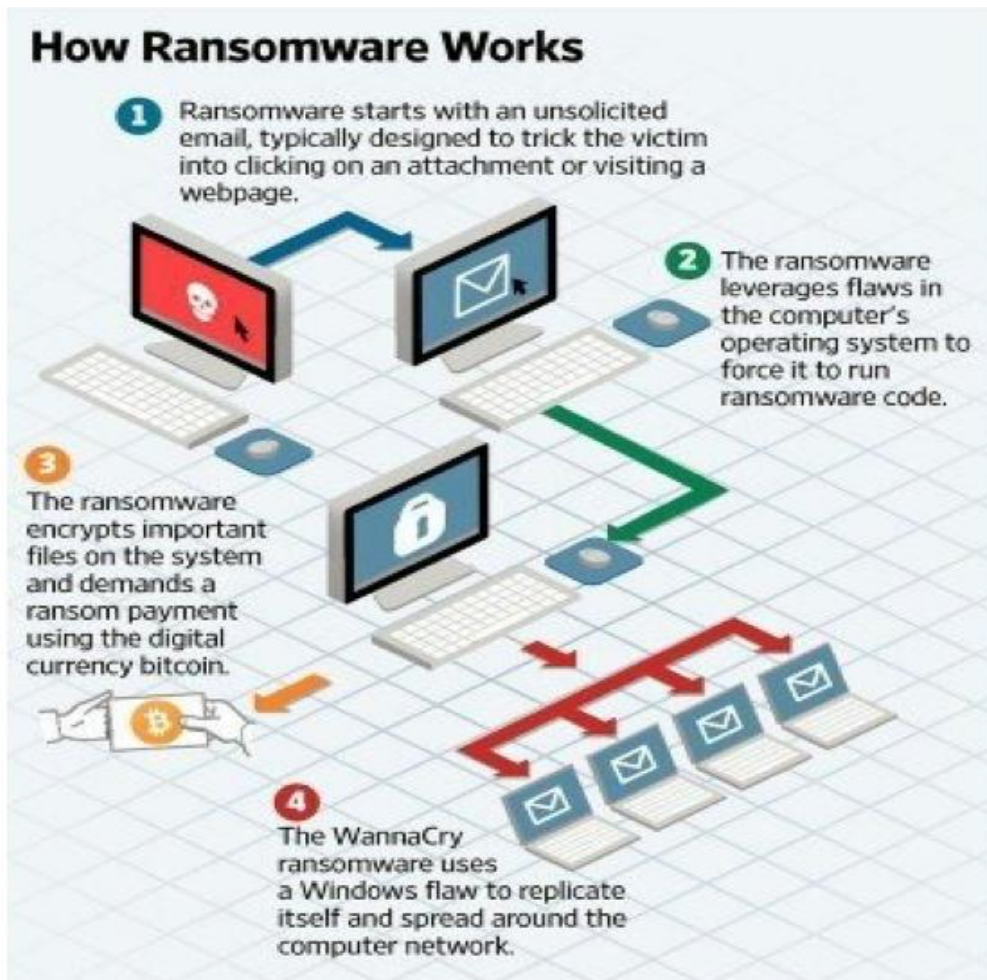 How Ransomware Works
1 Ransomware starts with an unsolicited
email, typically designed to trick the victim
into clicking on an attachment or visiting a
webpage.
2 The ransomware
leverages flaws in
the computer's
operating system to
force it to run
ransomware code.
3
The ransomware
encrypts important
files on the system
and demands a
ransom payment
using the digital
currency bitcoin.
4
The WannaCry
ransomware uses
a Windows flaw to replicate
itself and spread around the
computer network.